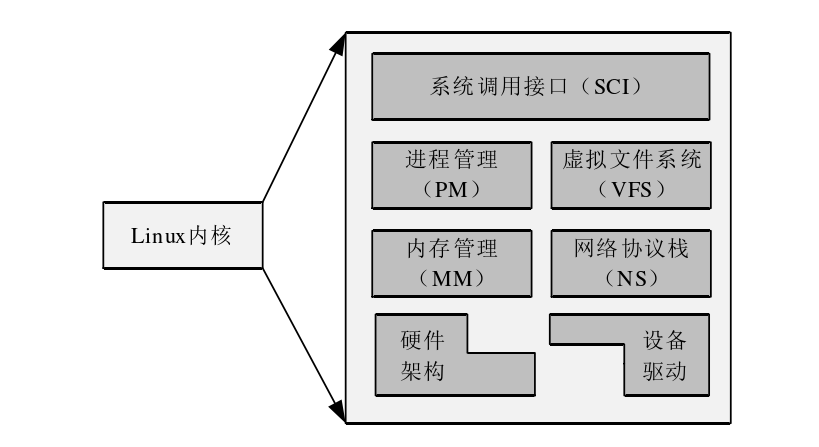 系统调用接口（SCI）
进程管理
（PM）
虚拟文件系统
（VFS）
Linux内核
内存管理
（MM）
网络协议栈
（NS）
硬件
架构
设备
驱动